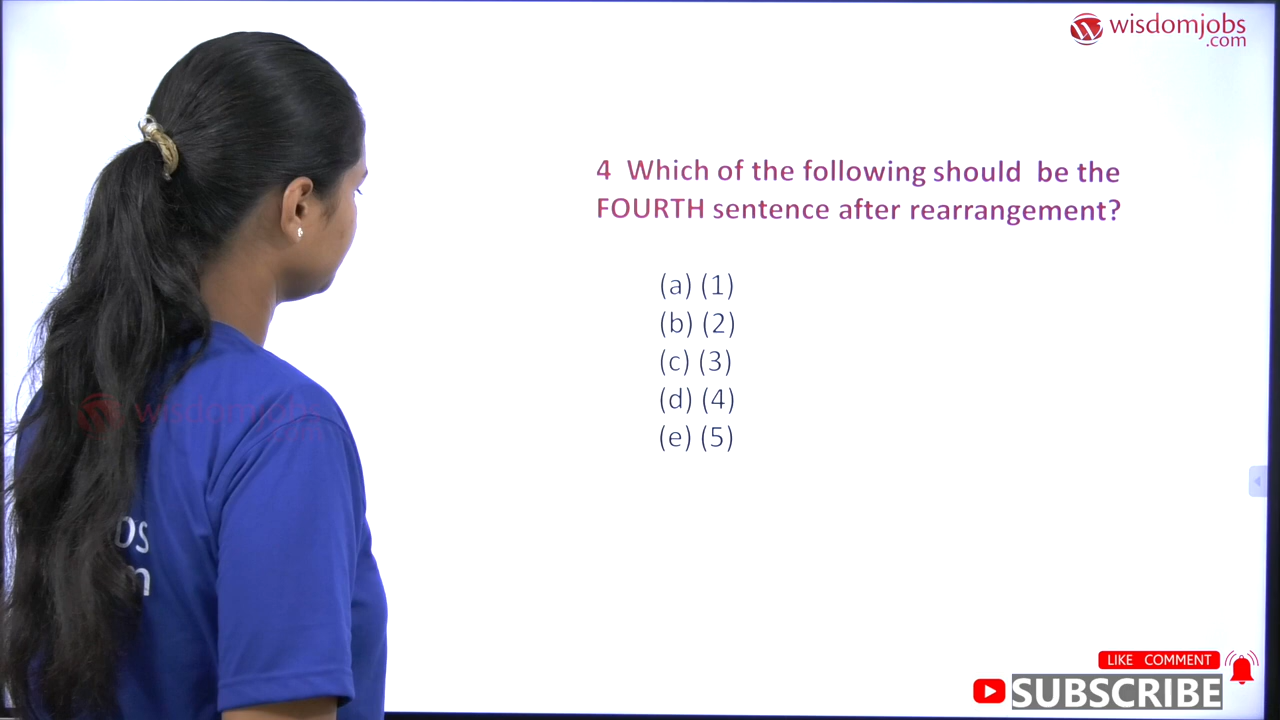 wisdomjobs
.com
4 Which of the following should be the
FOURTH sentence after rearrangement?
(a) (1)
(b) (2)
(c) (3)
(d) (4)
(e) (5)
wisdomjobs
LIKE COMMENT
SUBSCRIBE